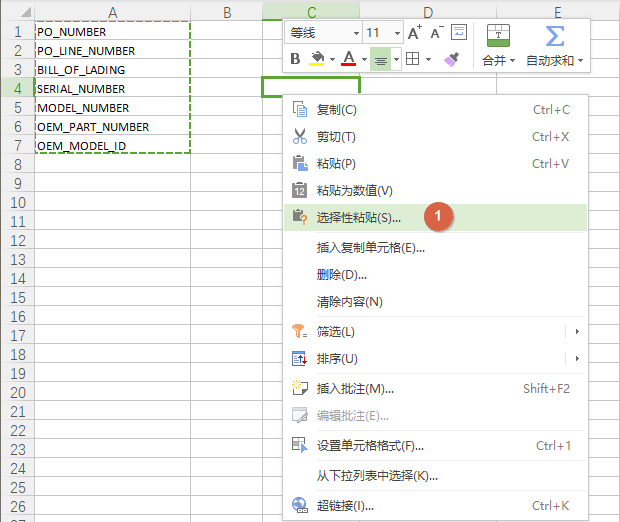 A B C D E
等线 11 A+ A-
B A 合并 自动求和
1 PO_NUMBER
2 PO_LINE_NUMBER
3 BILL_OF_LADING
4 SERIAL_NUMBER
5 MODEL_NUMBER
6 OEM_PART_NUMBER
7 OEM_MODEL_ID
8
9
10
11
12
13
14
15
16
17
18
19
20
21
22
23
24
25
26
复制(C) Ctrl+C
剪切(T) Ctrl+X
粘贴(P) Ctrl+V
12 粘贴为数值(V)
选择性粘贴(S)... 1
插入复制单元格(E)...
删除(D)...
清除内容(N)
筛选(L)
排序(U)
插入批注(M)... Shift+F2
编辑批注(E)...
设置单元格格式(F)... Ctrl+1
从下拉列表中选择(K)...
超链接(I)... Ctrl+K